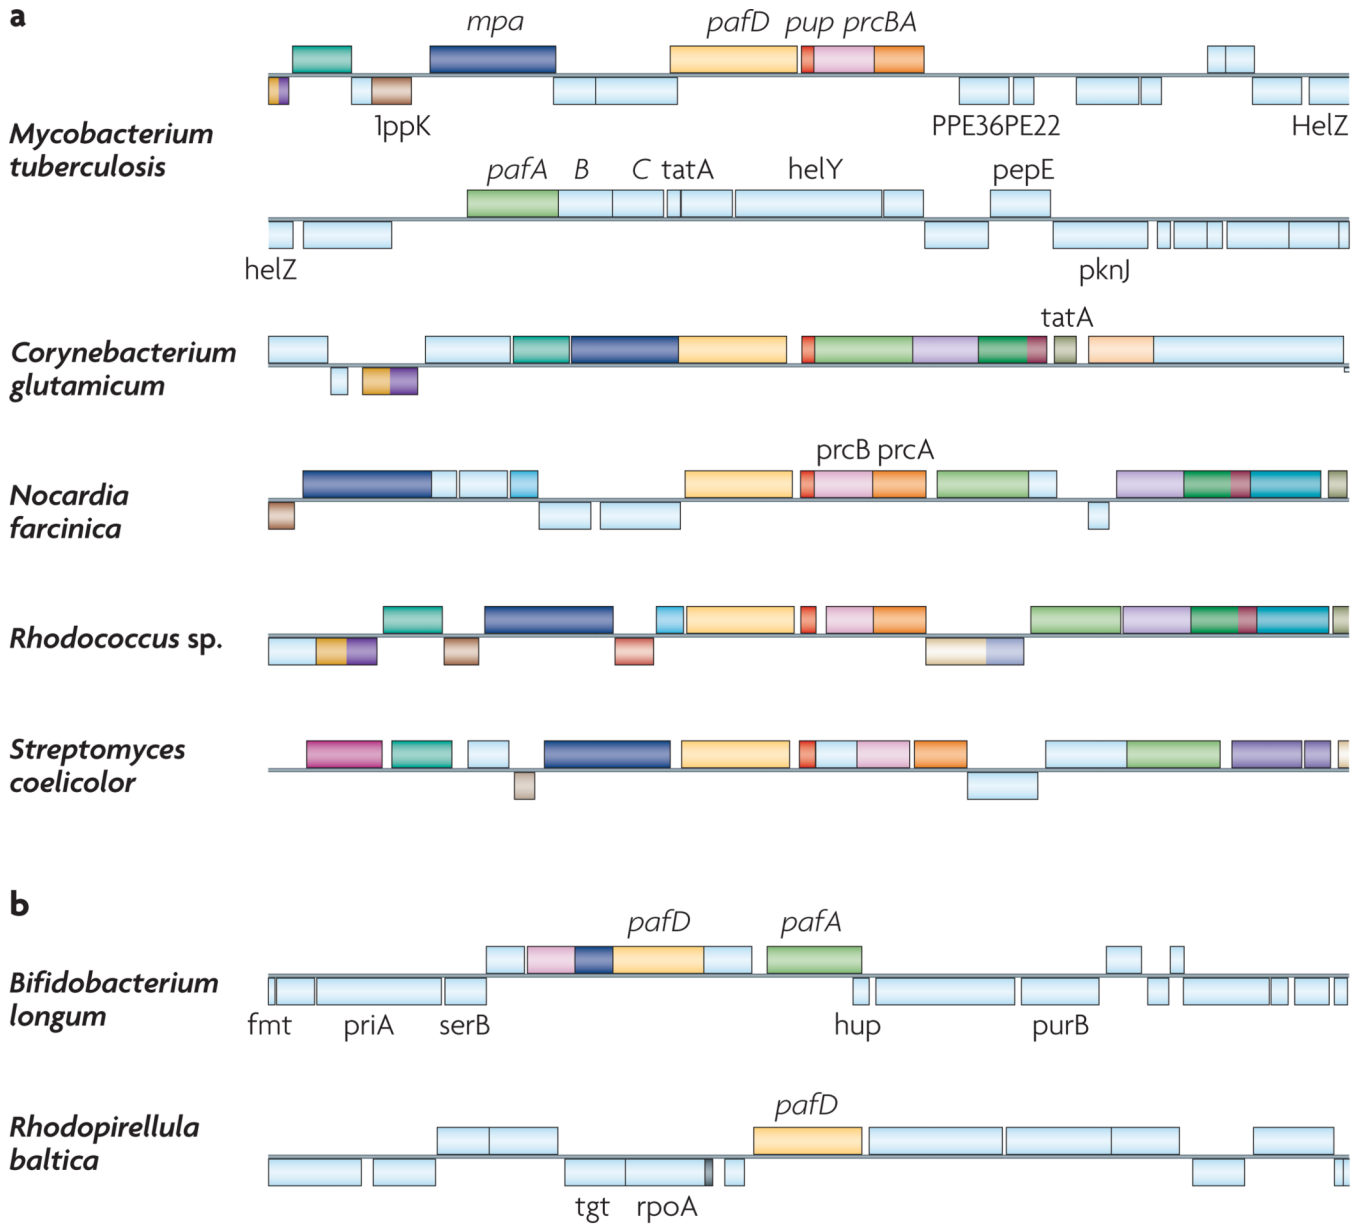 a
mpa pafD pup prcBA
1ppK PPE36PE22 HelZ
Mycobacterium
tuberculosis
pafA B C tatA helY pepE
helZ pknJ
tatA
Corynebacterium
glutamicum
prcB prcA
Nocardia
farcinica
Rhodococcus sp.
Streptomyces
coelicolor
b
pafD pafA
Bifidobacterium
longum
fmt priA serB hup purB
pafD
Rhodopirellula
baltica
tgt rpoA